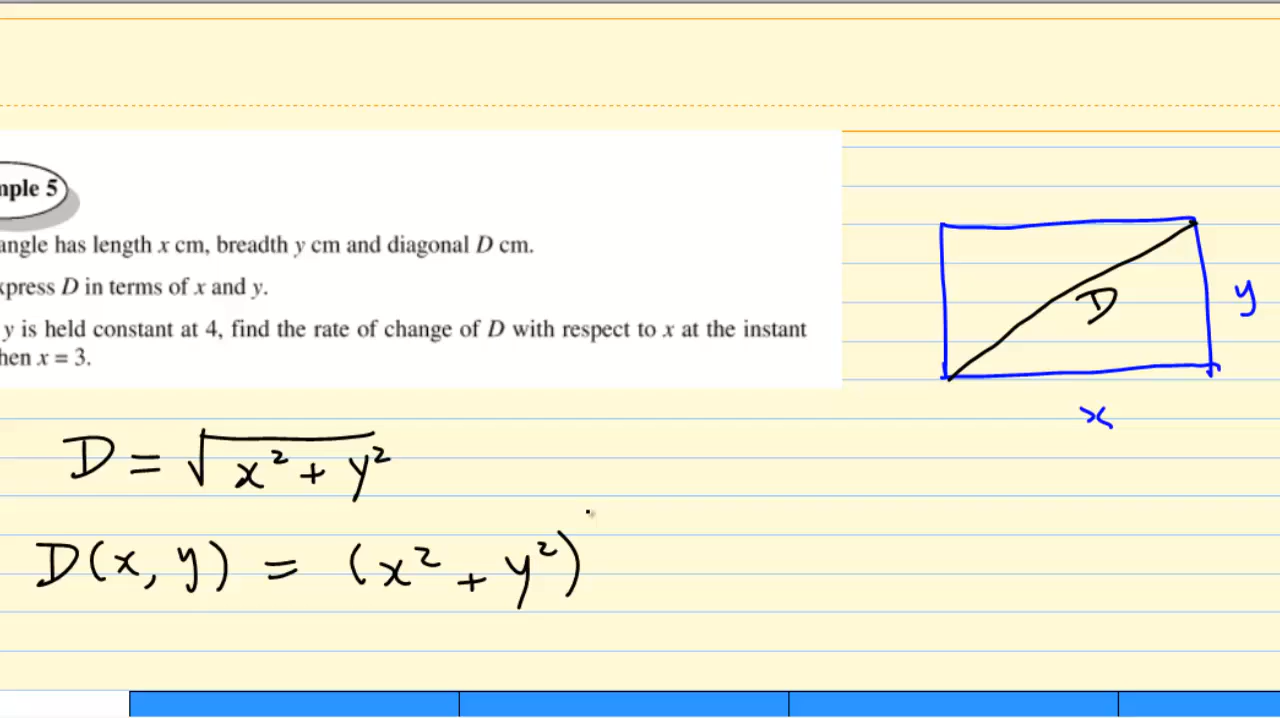 mple 5
angle has length x cm, breadth y cm and diagonal D cm.
xpress D in terms of x and y.
y is held constant at 4, find the rate of change of D with respect to x at the instant
hen x = 3.
D
y
x
D = √(x² + y²)
D(x, y) = (x² + y²)